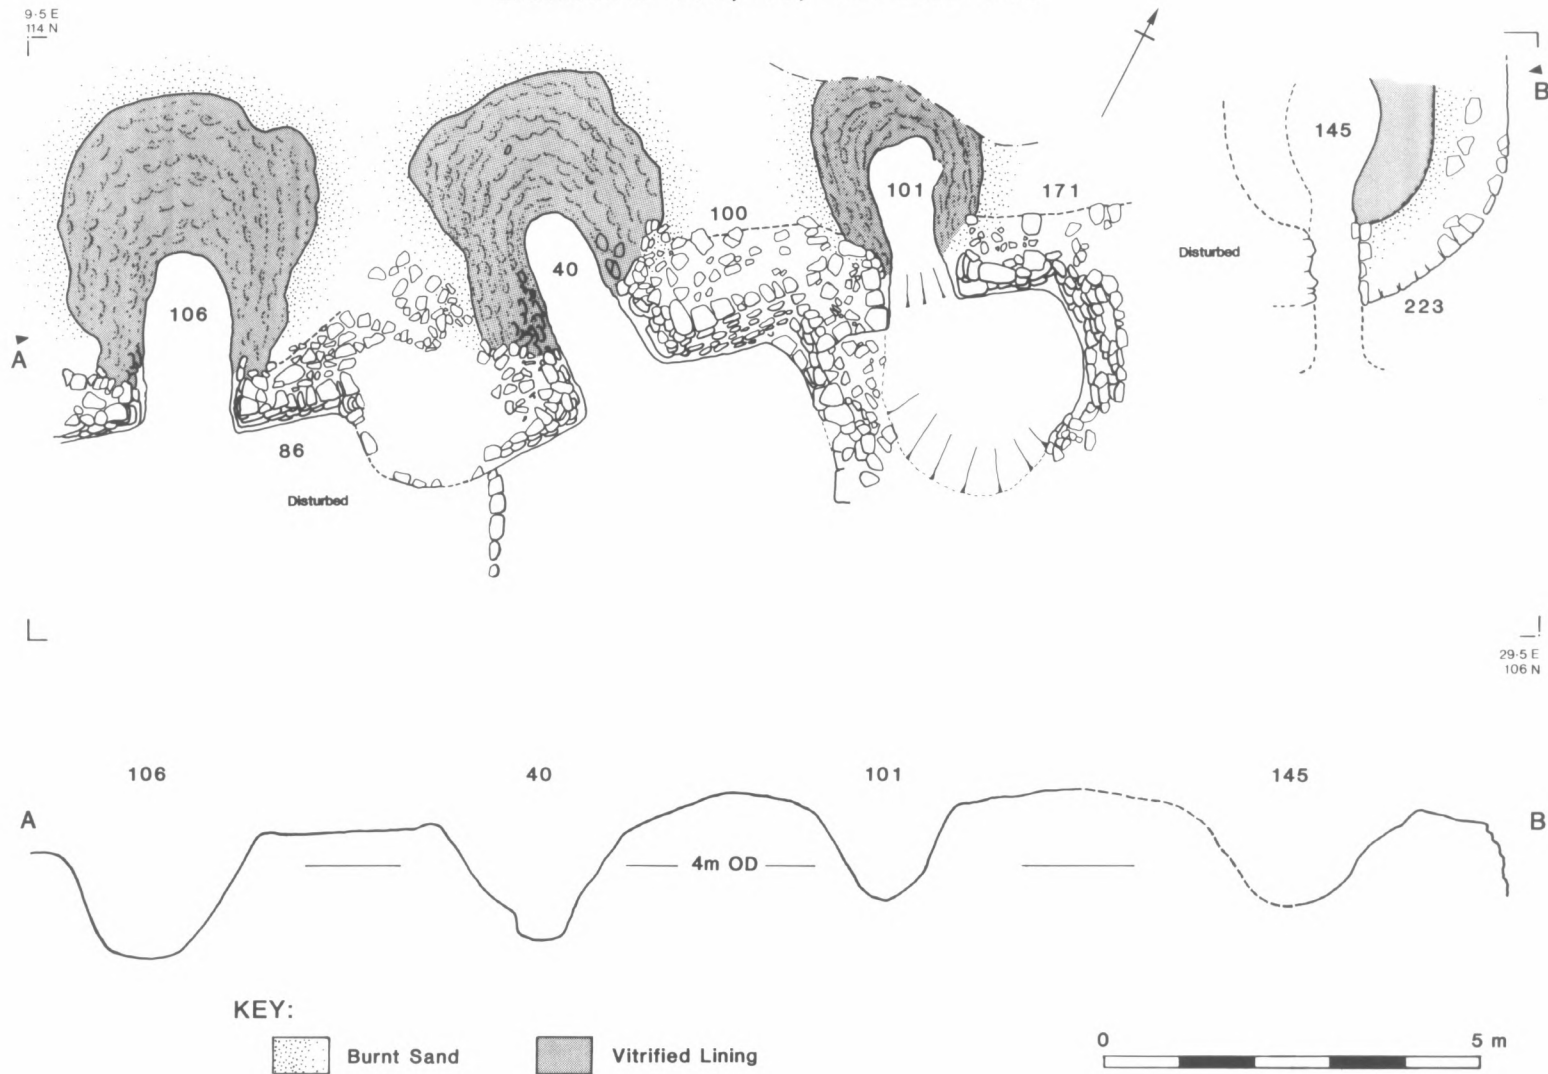 9·5 E
114 N
B
145
101
171
100
Disturbed
40
106
223
A
86
Disturbed
29·5 E
106 N
106
40
101
145
A
B
4m OD
KEY:
Burnt Sand
Vitrified Lining
0
5 m